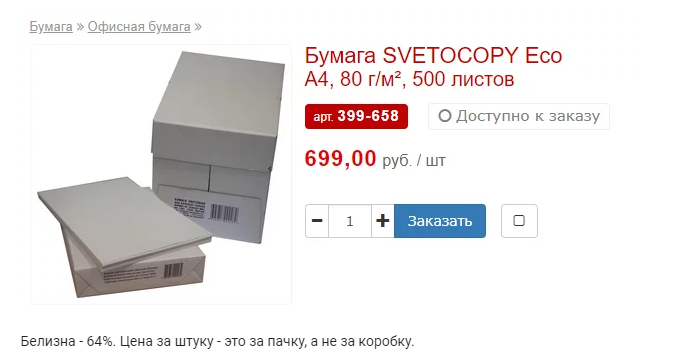 Бумага » Офисная бумага »
Бумага SVETOCOPY Eco
А4, 80 г/м², 500 листов
арт. 399-658
Доступно к заказу
699,00 руб. / шт
1
Заказать
Белизна - 64%. Цена за штуку - это за пачку, а не за коробку.